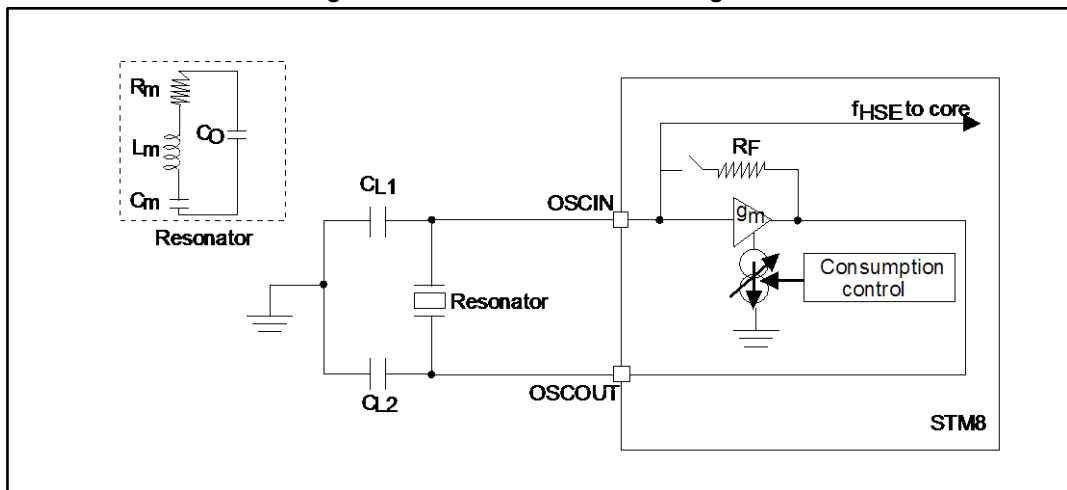 Rm
Lm
Cm
CO
Resonator
CL1
CL2
Resonator
OSCIN
OSCOUT
fHSE to core
RF
gm
Consumption
control
STM8